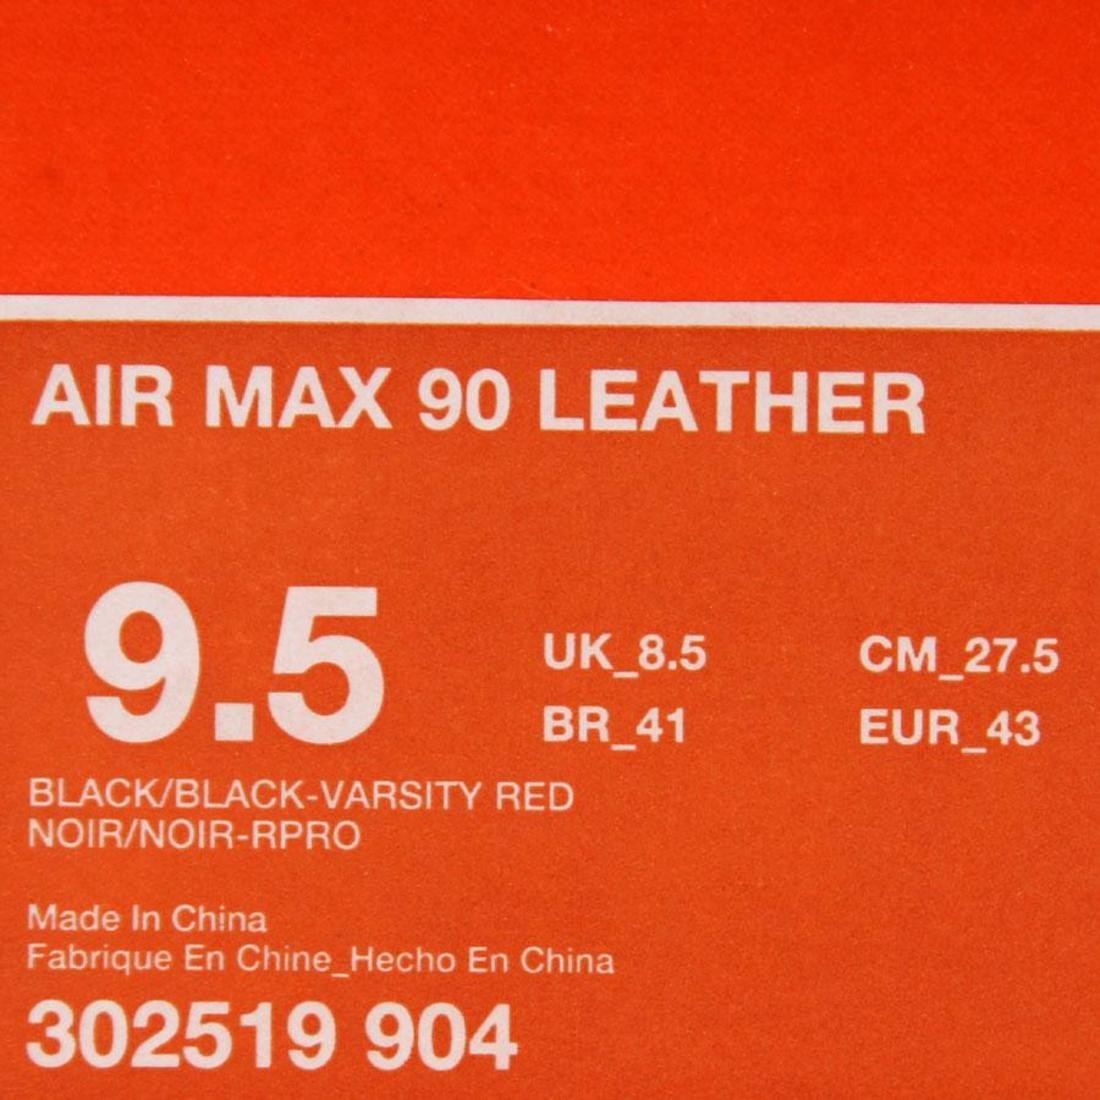 AIR MAX 90 LEATHER
9.5
UK_8.5 CM_27.5
BR_41 EUR_43
BLACK/BLACK-VARSITY RED
NOIR/NOIR-RPRO
Made In China
Fabrique En Chine_Hecho En China
302519 904